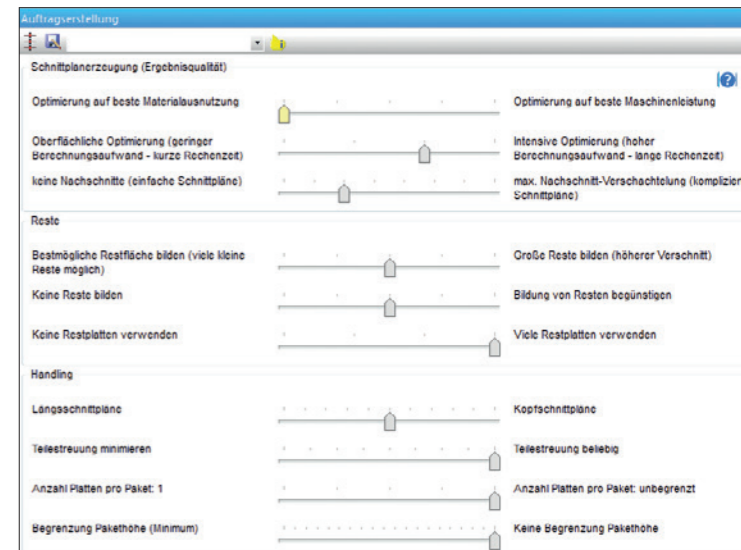 Auftragserstellung
Schnittplanerzeugung (Ergebnisqualität)
Optimierung auf beste Materialausnutzung
Optimierung auf beste Maschinenleistung
Oberflächliche Optimierung (geringer
Berechnungsaufwand - kurze Rechenzeit)
Intensive Optimierung (hoher
Berechnungsaufwand - lange Rechenzeit)
keine Nachschnitte (einfache Schnittpläne)
max. Nachschnitt-Verschachtelung (komplizier
Schnittpläne)
Reste
Bestmögliche Restfläche bilden (viele kleine
Reste möglich)
Große Reste bilden (höherer Verschnitt)
Keine Reste bilden
Bildung von Resten begünstigen
Keine Restplatten verwenden
Viele Restplatten verwenden
Handling
Längsschnittpläne
Kopfschnittpläne
Teilestreuung minimieren
Teilestreuung beliebig
Anzahl Platten pro Paket: 1
Anzahl Platten pro Paket: unbegrenzt
Begrenzung Pakethöhe (Minimum)
Keine Begrenzung Pakethöhe